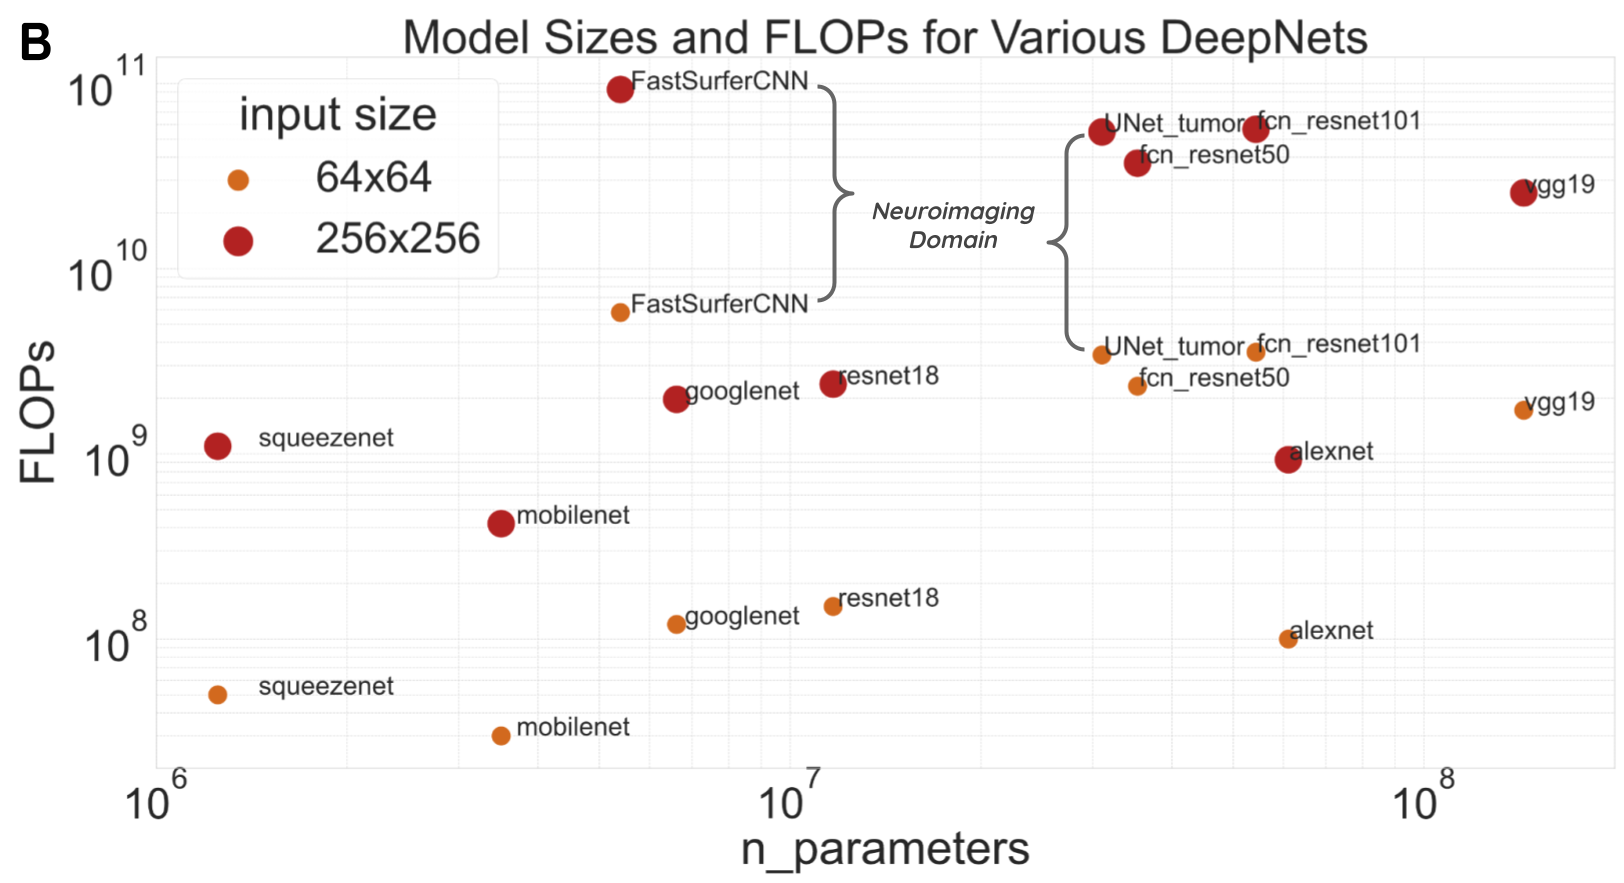 B
Model Sizes and FLOPs for Various DeepNets
input size
64x64
256x256
FLOPs
10^11
10^10
10^9
10^8
FastSurferCNN
UNet_tumor
fcn_resnet101
fcn_resnet50
vgg19
Neuroimaging
Domain
FastSurferCNN
UNet_tumor
fcn_resnet101
fcn_resnet50
vgg19
googlenet
resnet18
squeezenet
alexnet
mobilenet
googlenet
resnet18
alexnet
squeezenet
mobilenet
10^6
10^7
10^8
n_parameters